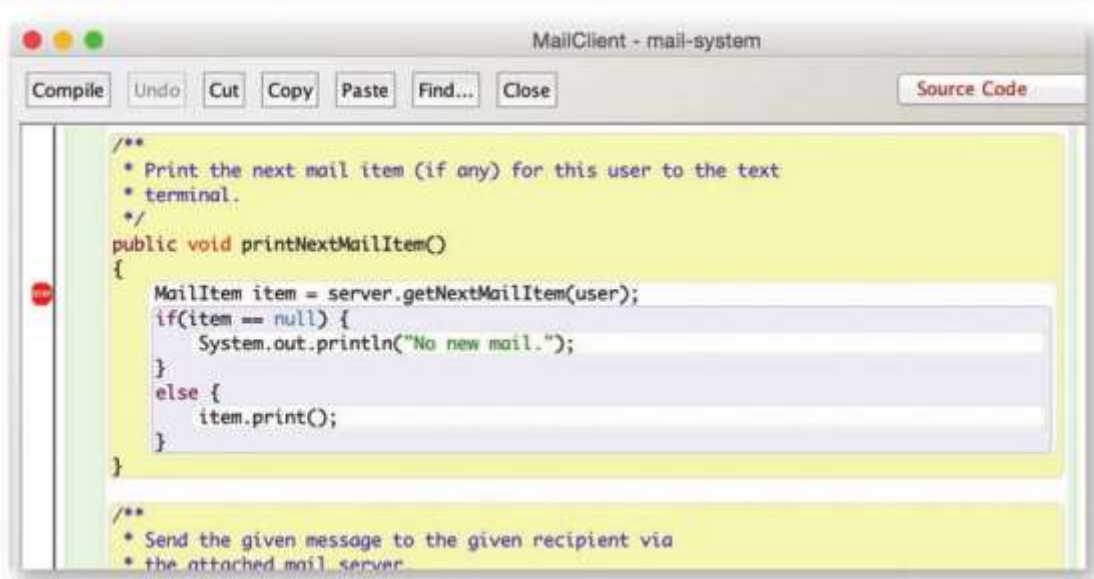 MailClient - mail-system
Compile Undo Cut Copy Paste Find... Close Source Code
/**
* Print the next mail item (if any) for this user to the text
* terminal.
*/
public void printNextMailItem()
{
MailItem item = server.getNextMailItem(user);
if(item == null) {
System.out.println("No new mail.");
}
else {
item.print();
}
}
/**
* Send the given message to the given recipient via
* the attached mail server.